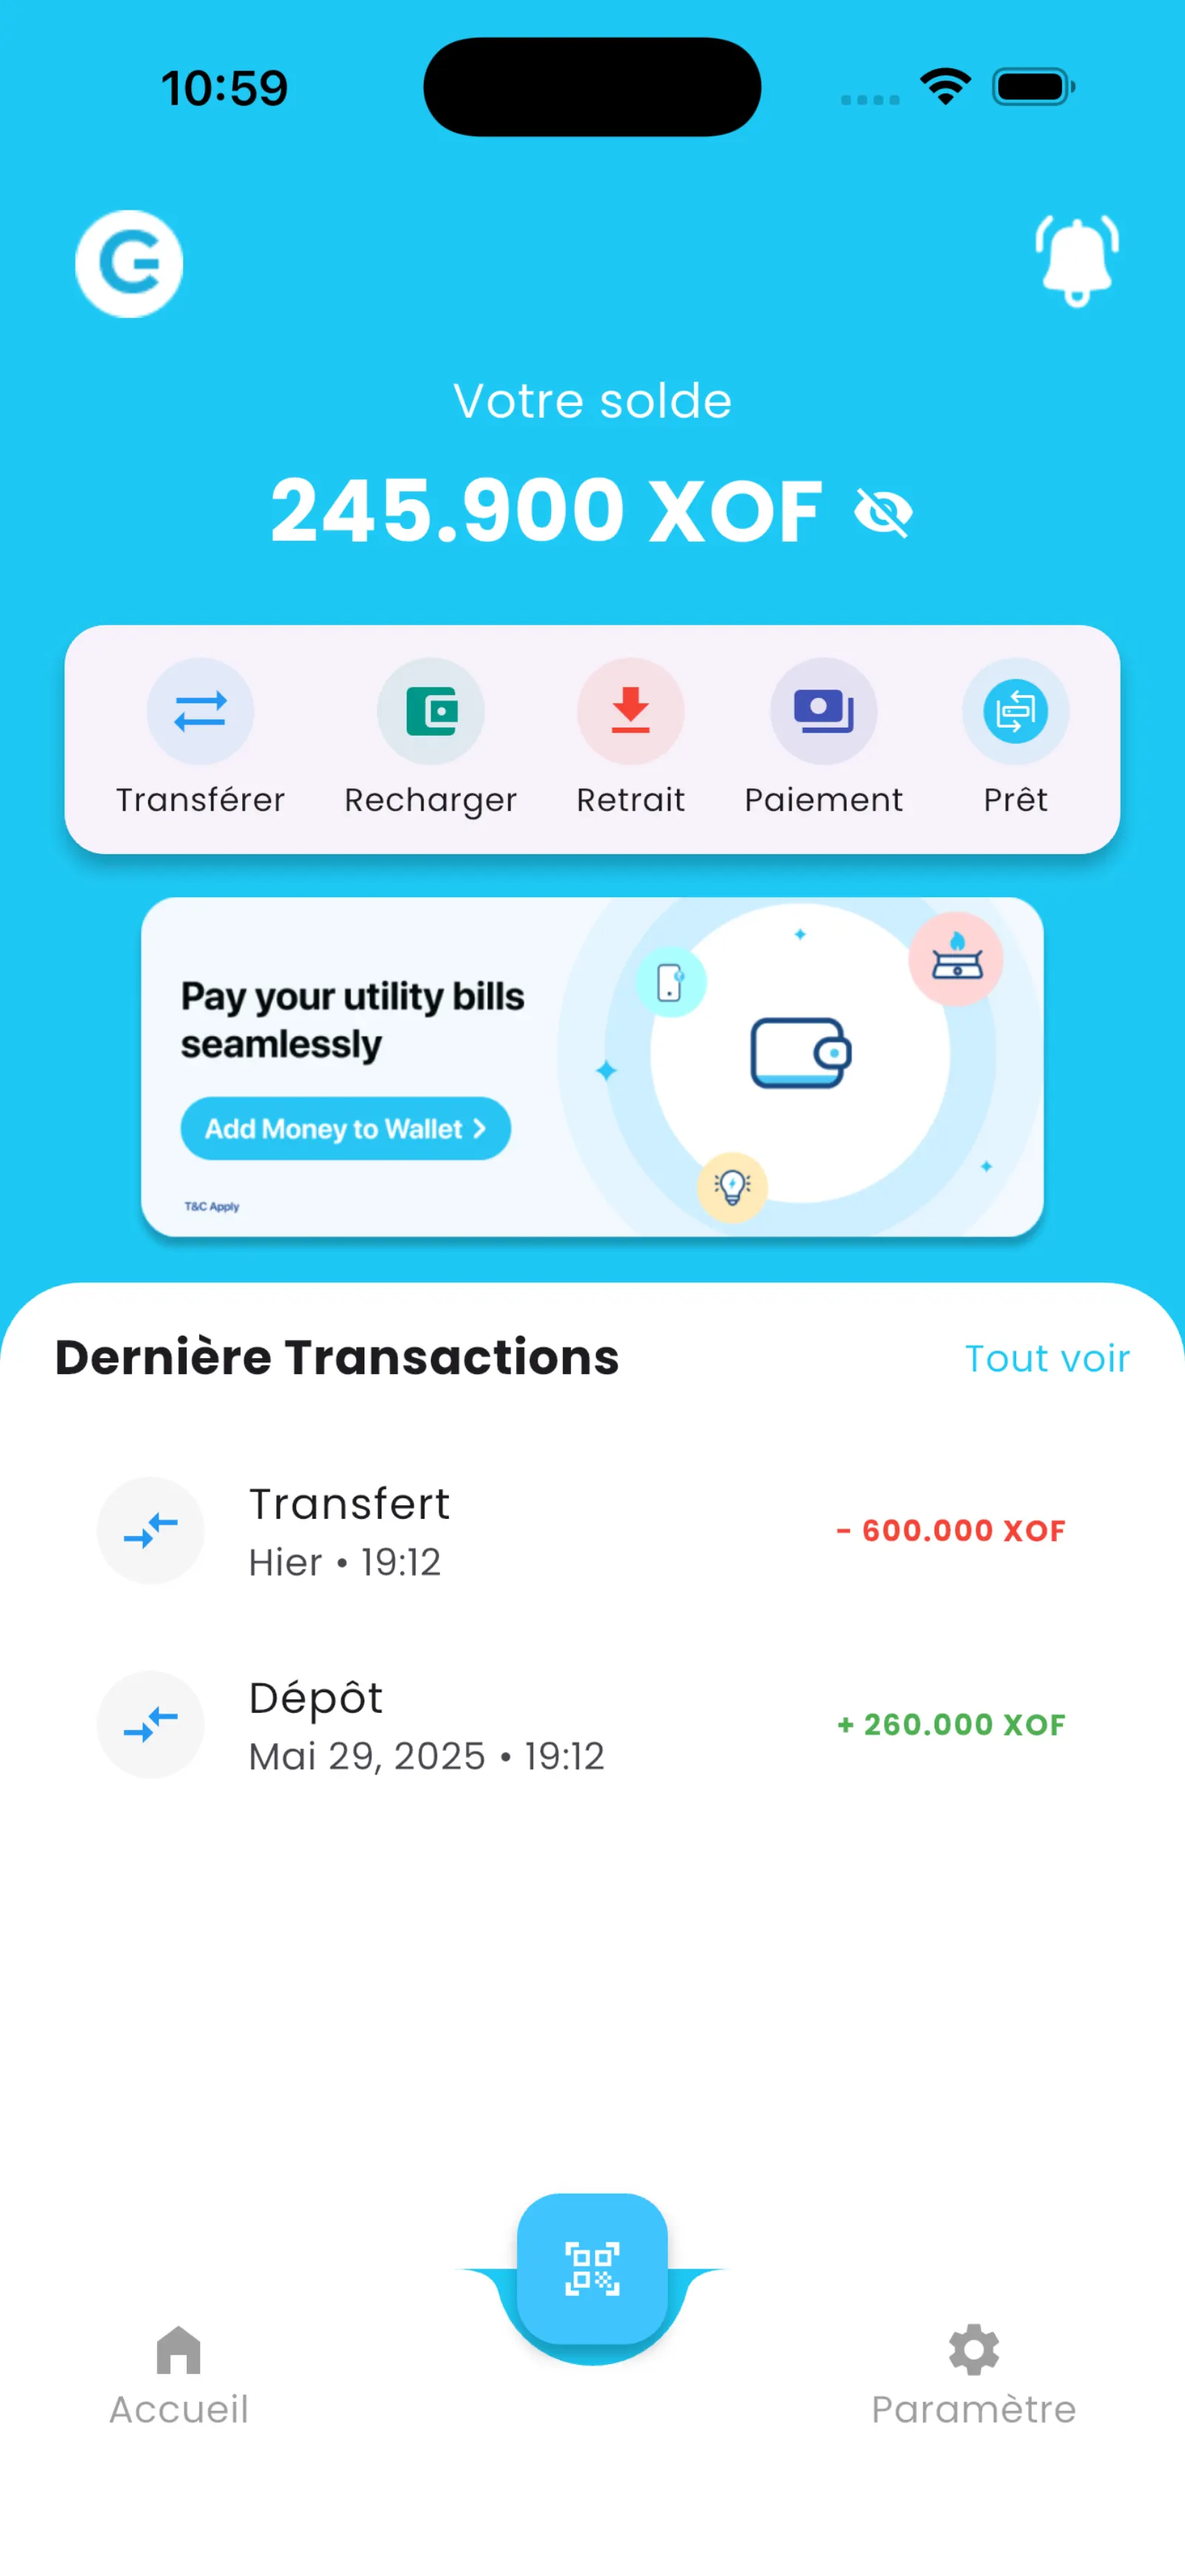 10:59
G
Votre solde
245.900 XOF
Transférer
Recharger
Retrait
Paiement
Prêt
Pay your utility bills
seamlessly
Add Money to Wallet >
T&C Apply
Dernière Transactions
Tout voir
Transfert
- 600.000 XOF
Hier • 19:12
Dépôt
+ 260.000 XOF
Mai 29, 2025 • 19:12
Accueil
Paramètre